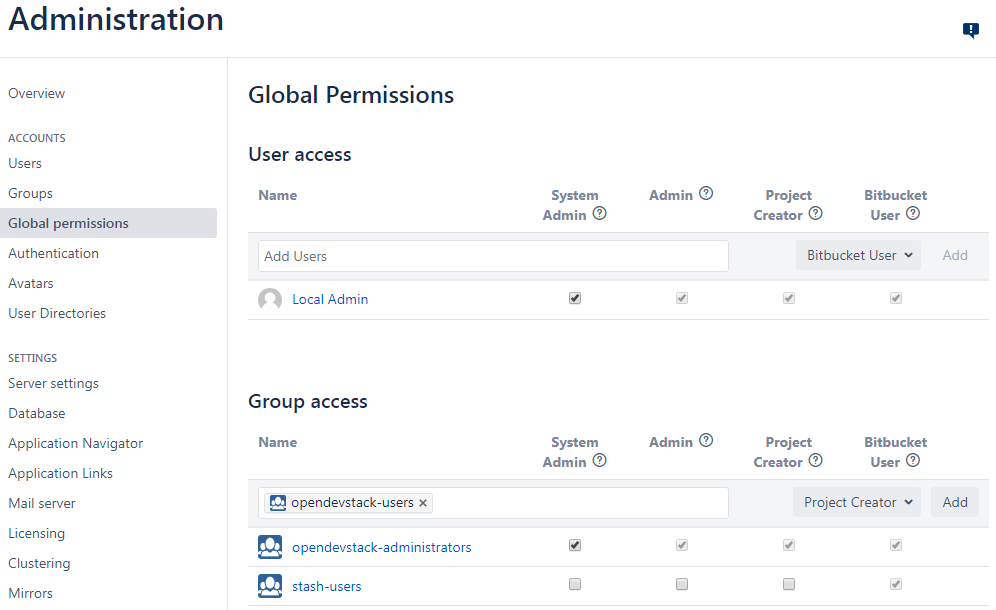 Administration
Overview
ACCOUNTS
Users
Groups
Global permissions
Authentication
Avatars
User Directories
SETTINGS
Server settings
Database
Application Navigator
Application Links
Mail server
Licensing
Clustering
Mirrors
Global Permissions
User access
Name System Admin ? Admin ? Project Creator ? Bitbucket User ?
Add Users Bitbucket User Add
Local Admin
Group access
Name System Admin ? Admin ? Project Creator ? Bitbucket User ?
opendevstack-users × Project Creator Add
opendevstack-administrators
stash-users